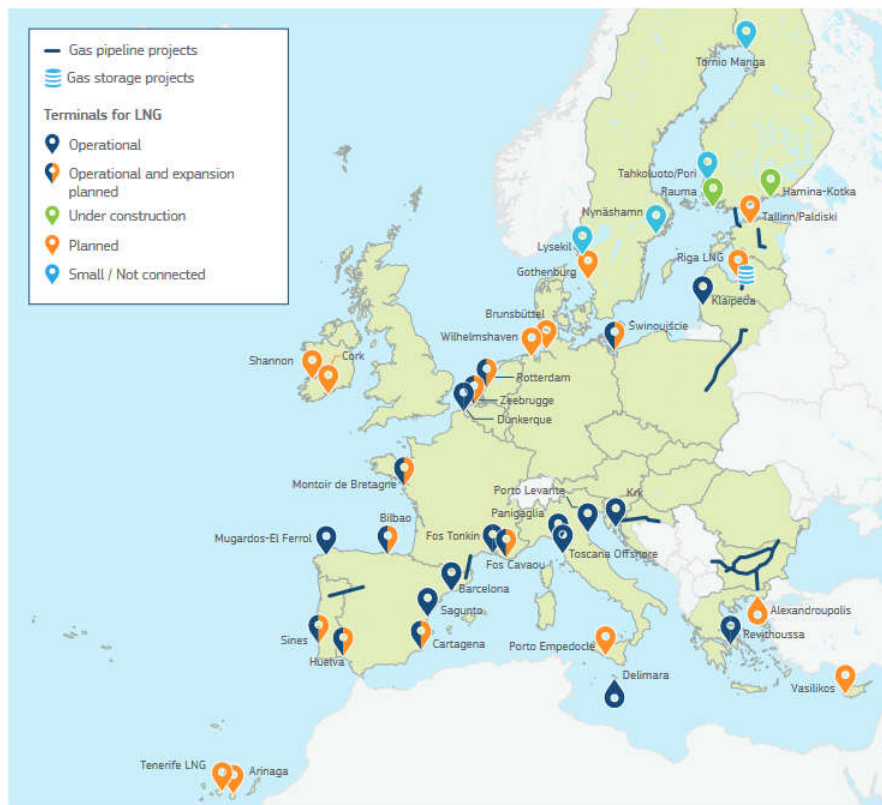 Gas pipeline projects
Gas storage projects
Terminals for LNG
Operational
Operational and expansion
planned
Under construction
Planned
Small / Not connected
Tornio Manga
Tahkoluoto/Pori
Rauma
Hamina-Kotka
Nynäshamn
Tallinn/Paldiski
Lysekil
Riga LNG
Gothenburg
Klaipeda
Brunsbüttel
Wilhelmshaven
Świnoujście
Shannon
Cork
Rotterdam
Zeebrugge
Dunkerque
Montoir de Bretagne
Porto Levante
Krk
Panigaglia
Bilbao
Fos Tonkin
Mugardos-El Ferrol
Toscana Offshore
Fos Cavaou
Barcelona
Sagunto
Alexandroupolis
Sines
Cartagena
Porto Empedocle
Revithoussa
Huelva
Delimara
Vasilikos
Tenerife LNG
Arinaga